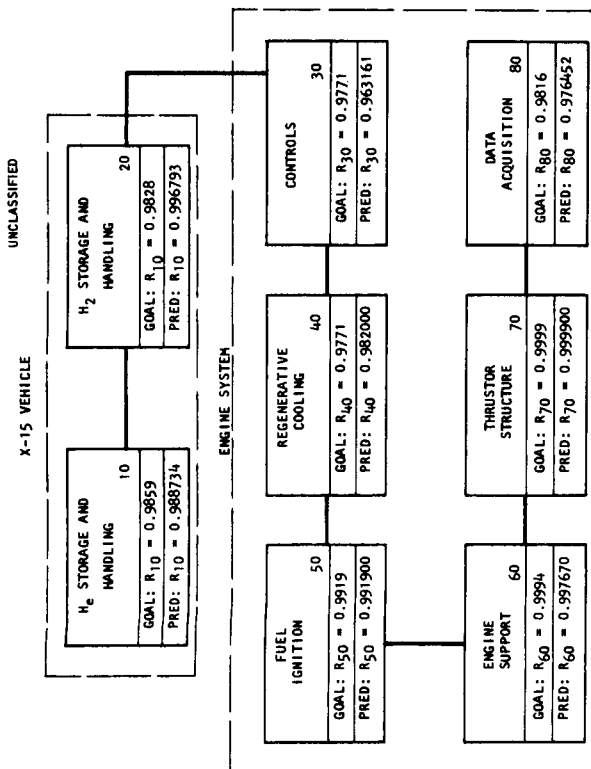 UNCLASSIFIED
X-15 VEHICLE
He STORAGE AND
HANDLING
10
GOAL: R10 = 0.9859
PRED: R10 = 0.988734
H2 STORAGE AND
HANDLING
20
GOAL: R10 = 0.9828
PRED: R10 = 0.996793
ENGINE SYSTEM
FUEL
IGNITION
50
GOAL: R50 = 0.9919
PRED: R50 = 0.991900
REGENERATIVE
COOLING
40
GOAL: R40 = 0.9771
PRED: R40 = 0.982000
CONTROLS
30
GOAL: R30 = 0.9771
PRED: R30 = 0.963161
ENGINE
SUPPORT
60
GOAL: R60 = 0.9994
PRED: R60 = 0.997670
THRUSTOR
STRUCTURE
70
GOAL: R70 = 0.9999
PRED: R70 = 0.999900
DATA
ACQUISITION
80
GOAL: R80 = 0.9816
PRED: R80 = 0.976452